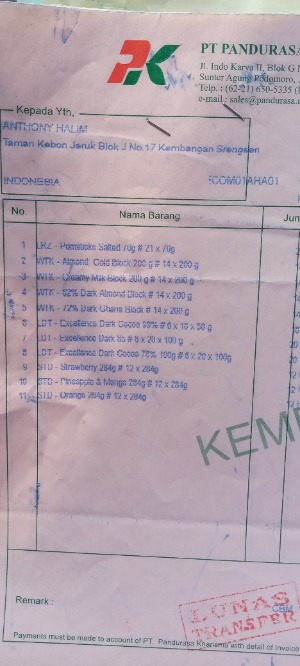 PK
PT PANDURASA
Jl. Indo Karya II, Blok G
Sunter Agung Podomoro,
Telp. : (62-21) 650-5335
e-mail : sales@pandurasa.
Kepada Yth,
ANTHONY HALIM
Taman Kebon Jeruk Blok J No.17 Kembangan Srengseng
INDONESIA COM01AHA01
No. Nama Barang Jum
1 LRZ - Pomsticks Salted 70g # 21 x 70g
2 WTK - Almond Gold Block 200 g # 14 x 200 g
3 WTK - Creamy Milk Block 200 g # 14 x 200 g
4 WTK - 62% Dark Almond Block # 14 x 200 g
5 WTK - 72% Dark Ghana Block # 14 x 200 g
6 LDT - Excellence Dark Cocoa 99% # 6 x 18 x 50 g
7 LDT - Excellence Dark 85 # 6 x 20 x 100 g
8 LDT - Excellence Dark Cocoa 78% 100g # 6 x 20 x 100g
9 STD - Strawberry 284g # 12 x 284g
10 STD - Pineapple & Mango 284g # 12 x 284g
11 STD - Orange 284g # 12 x 284g
KEM
Remark :
CBM
LUNAS
TRANSFER
Payments must be made to account of PT. Pandurasa Kharisma with detail of Invoice